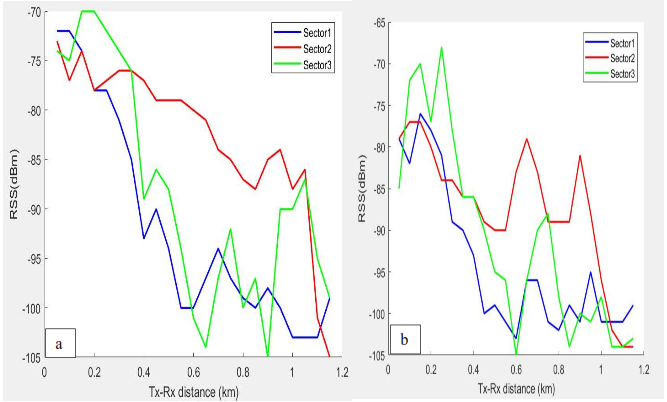 -70
-75
-80
-85
-90
-95
-100
-105
RSS(dBm)
0
0.2
0.4
0.6
0.8
1
1.2
Tx-Rx distance (km)
Sector1
Sector2
Sector3
a
-65
-70
-75
-80
-85
-90
-95
-100
-105
RSS(dBm)
0
0.2
0.4
0.6
0.8
1
1.2
Tx-Rx distance (km)
Sector1
Sector2
Sector3
b